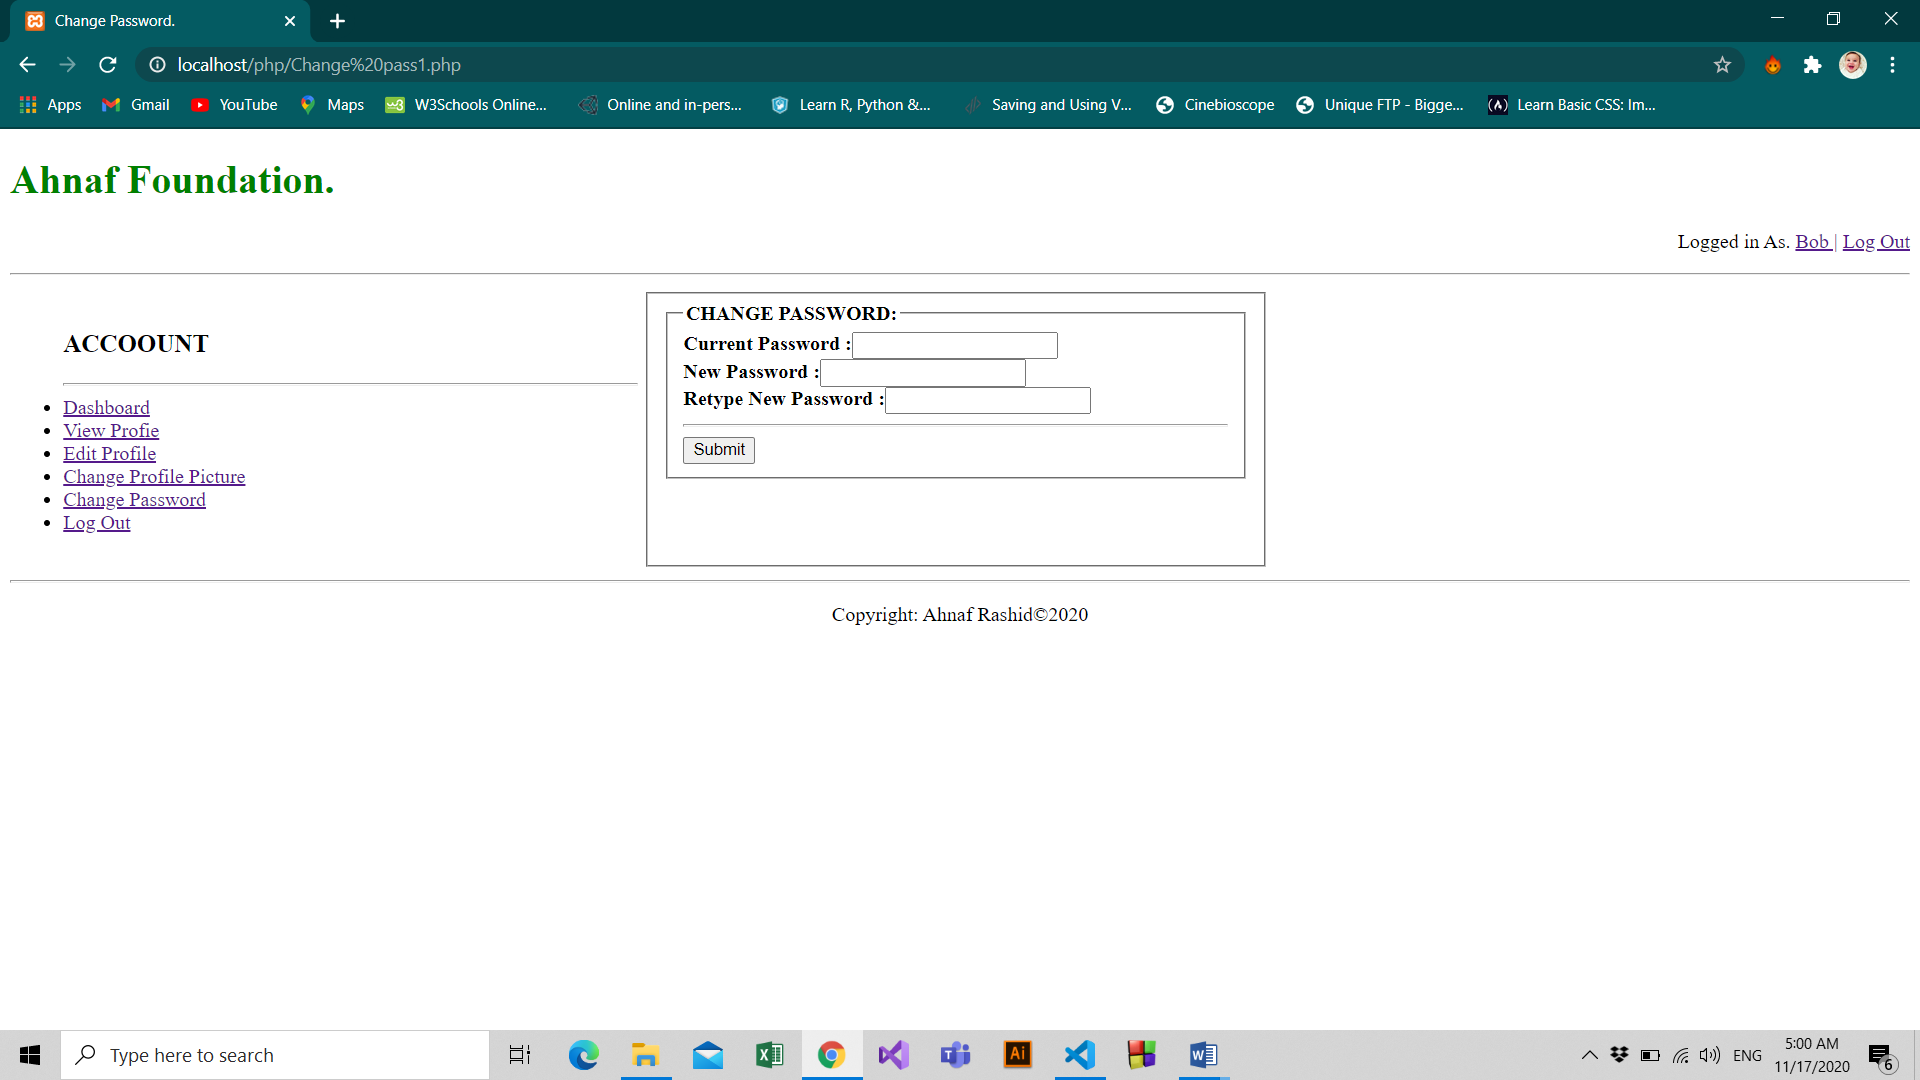 Change Password.
localhost/php/Change%20pass1.php
Apps Gmail YouTube Maps W3Schools Online... Online and in-pers... Learn R, Python &... Saving and Using V... Cinebioscope Unique FTP - Bigge... Learn Basic CSS: Im...
Ahnaf Foundation.
Logged in As. Bob | Log Out
ACCOOUNT
Dashboard
View Profie
Edit Profile
Change Profile Picture
Change Password
Log Out
CHANGE PASSWORD:
Current Password :
New Password :
Retype New Password :
Submit
Copyright: Ahnaf Rashid©2020
Type here to search
ENG
5:00 AM
11/17/2020
6